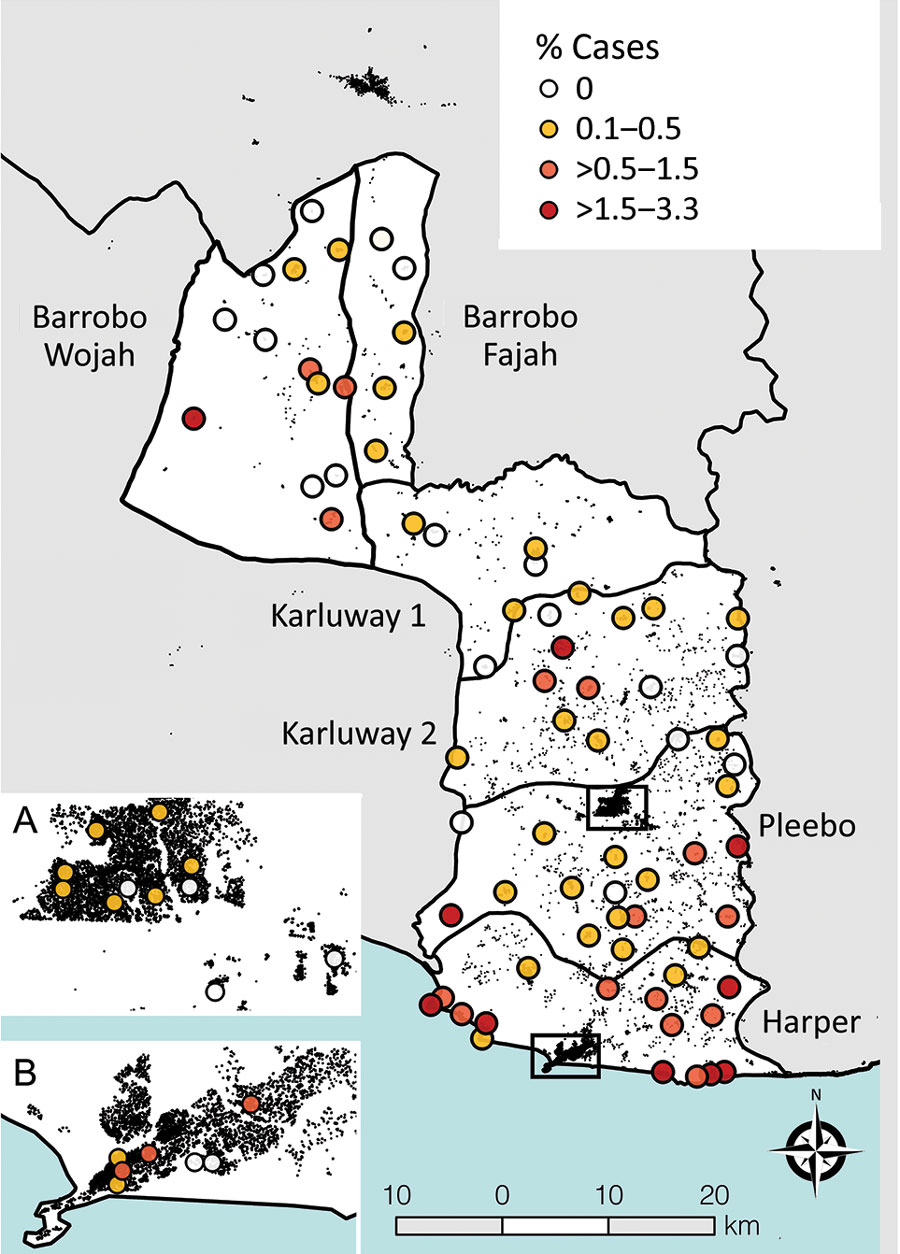 % Cases
0
0.1–0.5
>0.5–1.5
>1.5–3.3
Barrobo
Wojah
Barrobo
Fajah
Karluway 1
Karluway 2
Pleebo
Harper
A
B
N
10 0 10 20
km